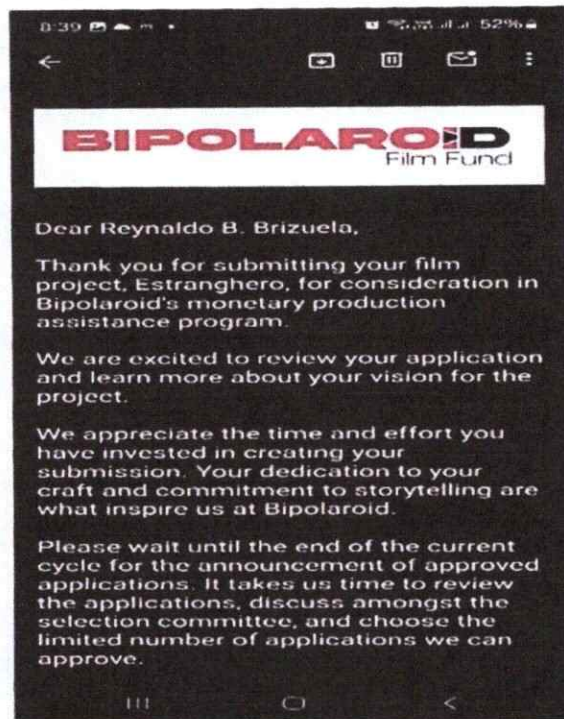 8:39
52%
BIPOLAROID
Film Fund
Dear Reynaldo B. Brizuela,
Thank you for submitting your film
project, Estranghero, for consideration in
Bipolaroid's monetary production
assistance program.
We are excited to review your application
and learn more about your vision for the
project.
We appreciate the time and effort you
have invested in creating your
submission. Your dedication to your
craft and commitment to storytelling are
what inspire us at Bipolaroid.
Please wait until the end of the current
cycle for the announcement of approved
applications. It takes us time to review
the applications, discuss amongst the
selection committee, and choose the
limited number of applications we can
approve.